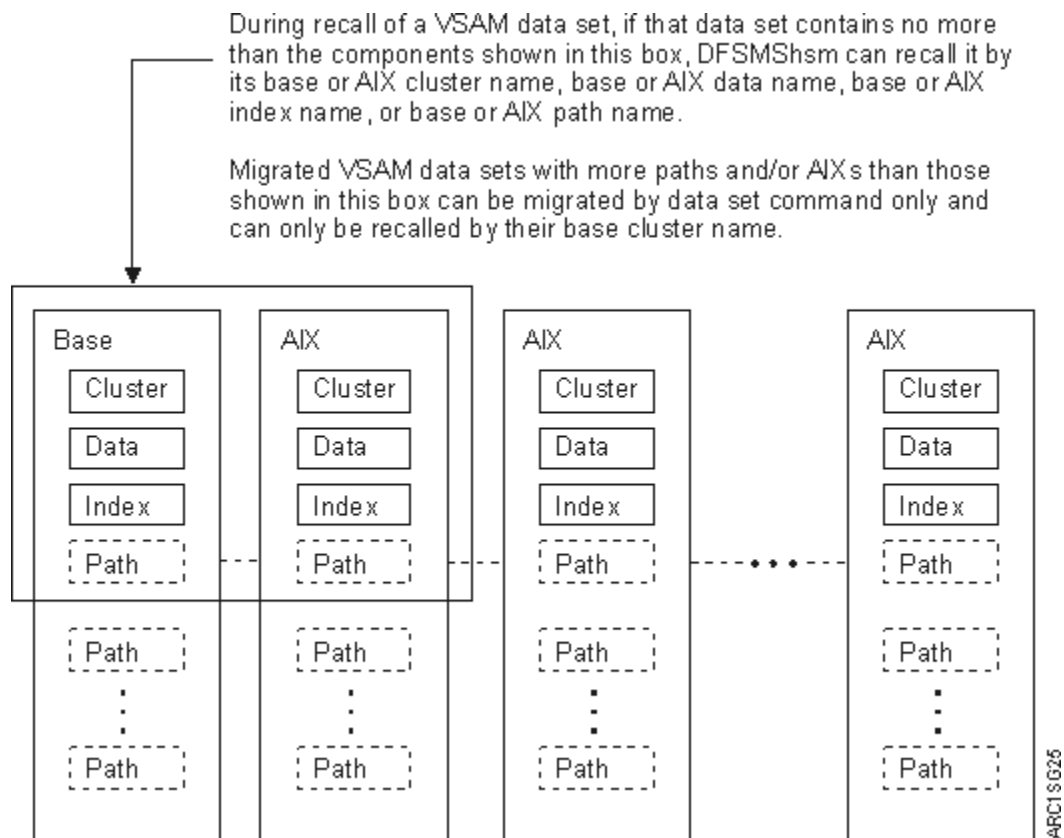 During recall of a VSAM data set, if that data set contains no more
than the components shown in this box, DFSMShsm can recall it by
its base or AIX cluster name, base or AIX data name, base or AIX
index name, or base or AIX path name.
Migrated VSAM data sets with more paths and/or AIXs than those
shown in this box can be migrated by data set command only and
can only be recalled by their base cluster name.
Base
Cluster
Data
Index
Path
Path
Path
AIX
Cluster
Data
Index
Path
Path
Path
AIX
Cluster
Data
Index
Path
Path
Path
AIX
Cluster
Data
Index
Path
Path
Path
ARC1SG25